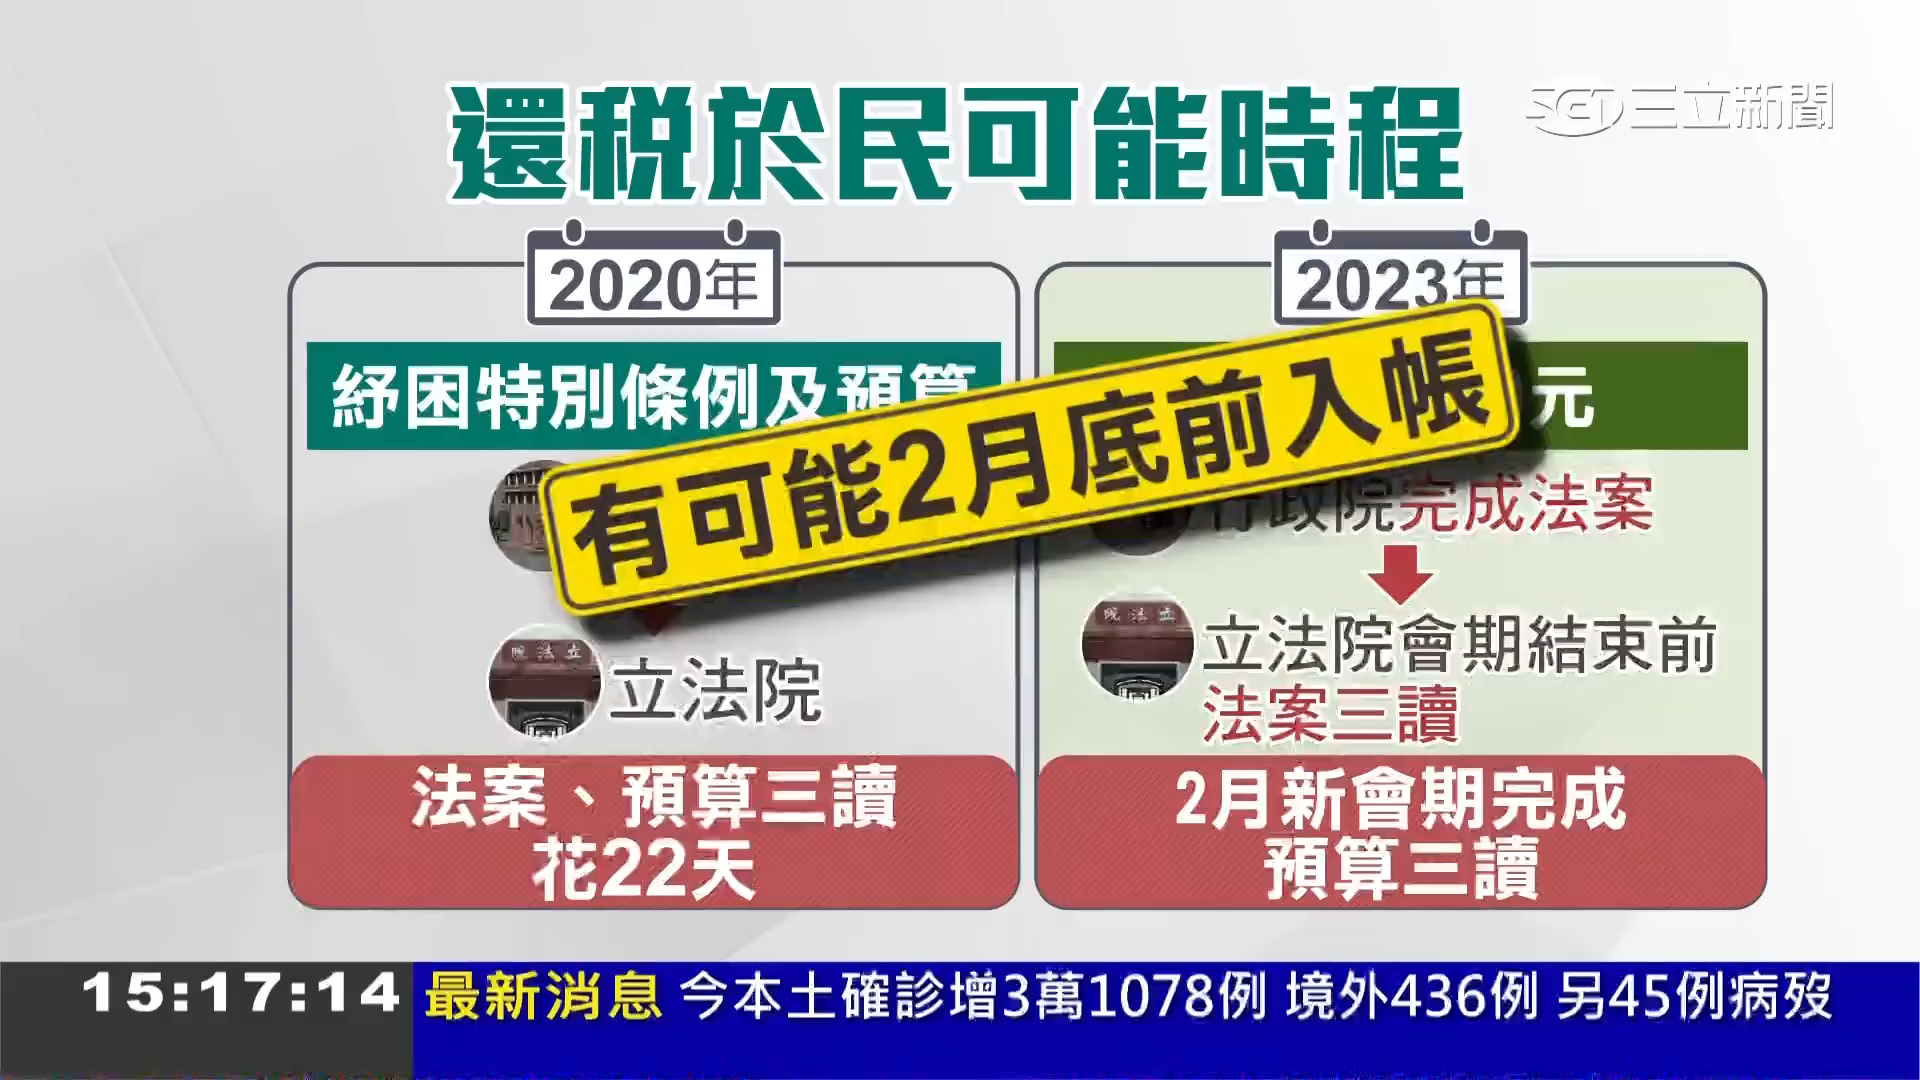 還稅於民可能時程
SET三立新聞
2020年
2023年
紓困特別條例及預算
元
有可能2月底前入帳
行政院完成法案
立法院
立法院
立法院會期結束前
法案三讀
立法院
法案、預算三讀
花22天
2月新會期完成
預算三讀
15:17:14
最新消息 今本土確診增3萬1078例 境外436例 另45例病歿